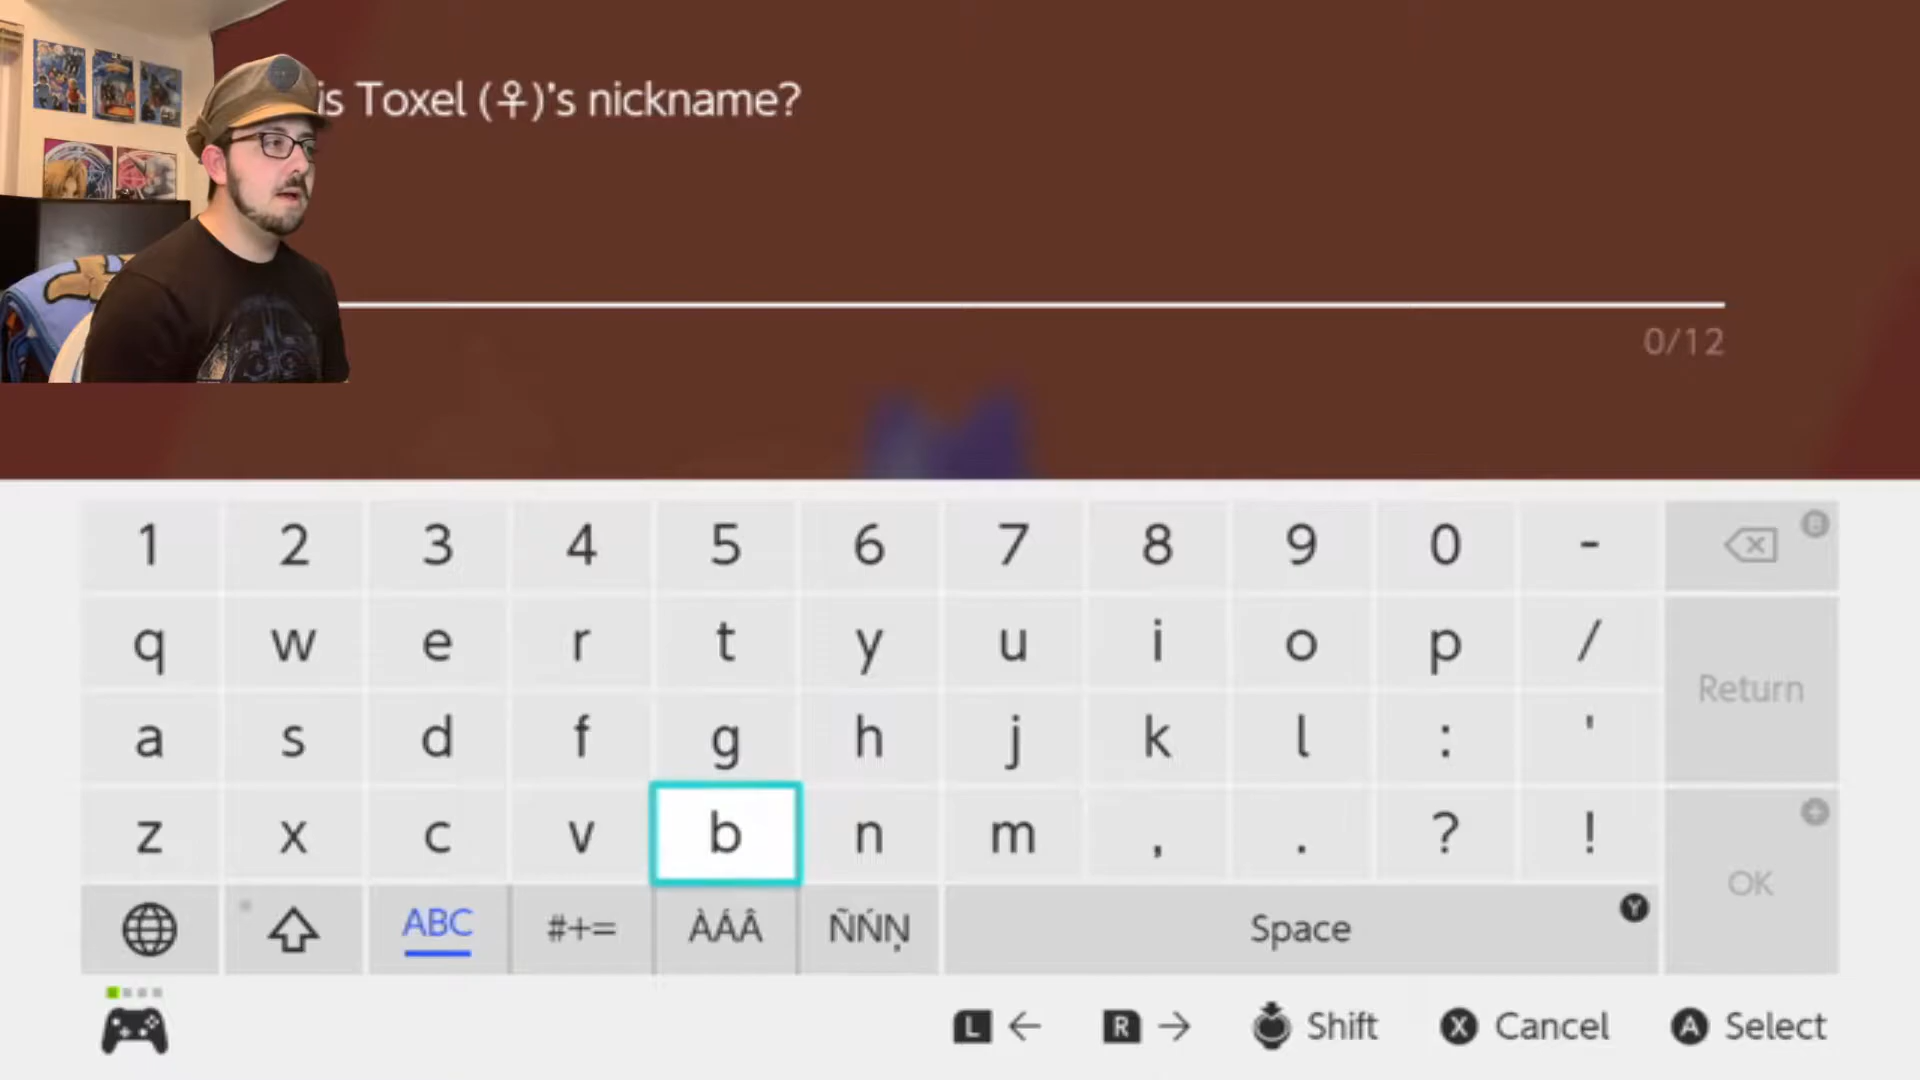 is Toxel (♀)'s nickname?
0/12
1 2 3 4 5 6 7 8 9 0 -
q w e r t y u i o p /
Return
a s d f g h j k l : '
z x c v b n m , . ? !
OK
ABC #+= ÀÁÂ ÑŃŅ Space Y
L ← R → Shift X Cancel A Select